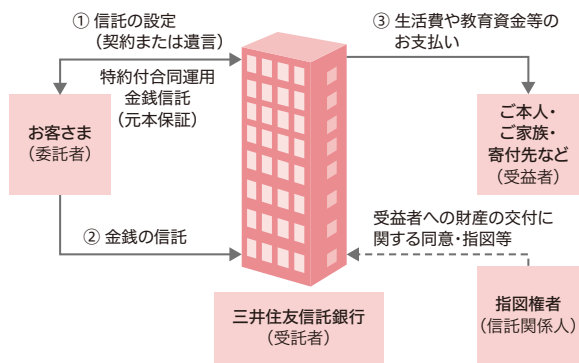 ① 信託の設定
（契約または遺言）
特約付合同運用
金銭信託
（元本保証）
お客さま
（委託者）
② 金銭の信託
三井住友信託銀行
（受託者）
③ 生活費や教育資金等の
お支払い
ご本人・
ご家族・
寄付先など
（受益者）
受益者への財産の交付に
関する同意・指図等
指図権者
（信託関係人）